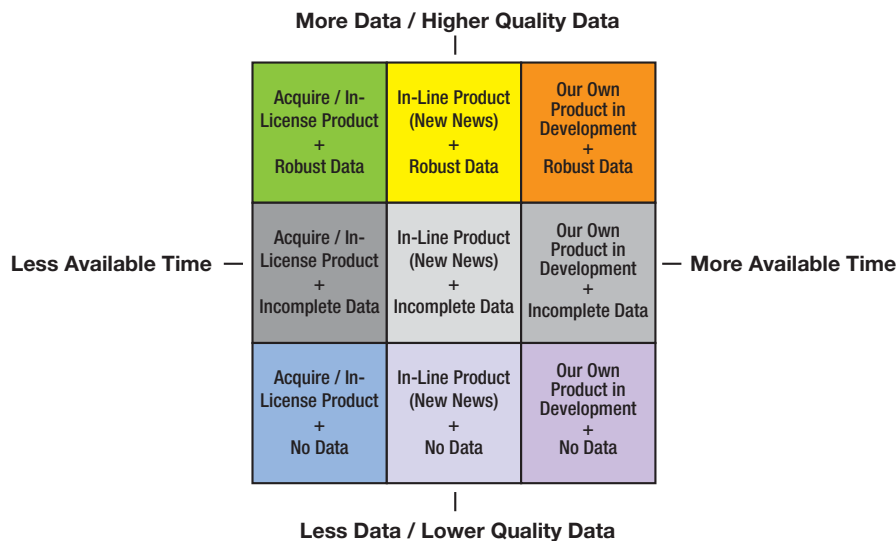 More Data / Higher Quality Data
Acquire / In-
License Product
+
Robust Data
In-Line Product
(New News)
+
Robust Data
Our Own
Product in
Development
+
Robust Data
Less Available Time
Acquire / In-
License Product
+
Incomplete Data
In-Line Product
(New News)
+
Incomplete Data
Our Own
Product in
Development
+
Incomplete Data
More Available Time
Acquire / In-
License Product
+
No Data
In-Line Product
(New News)
+
No Data
Our Own
Product in
Development
+
No Data
Less Data / Lower Quality Data